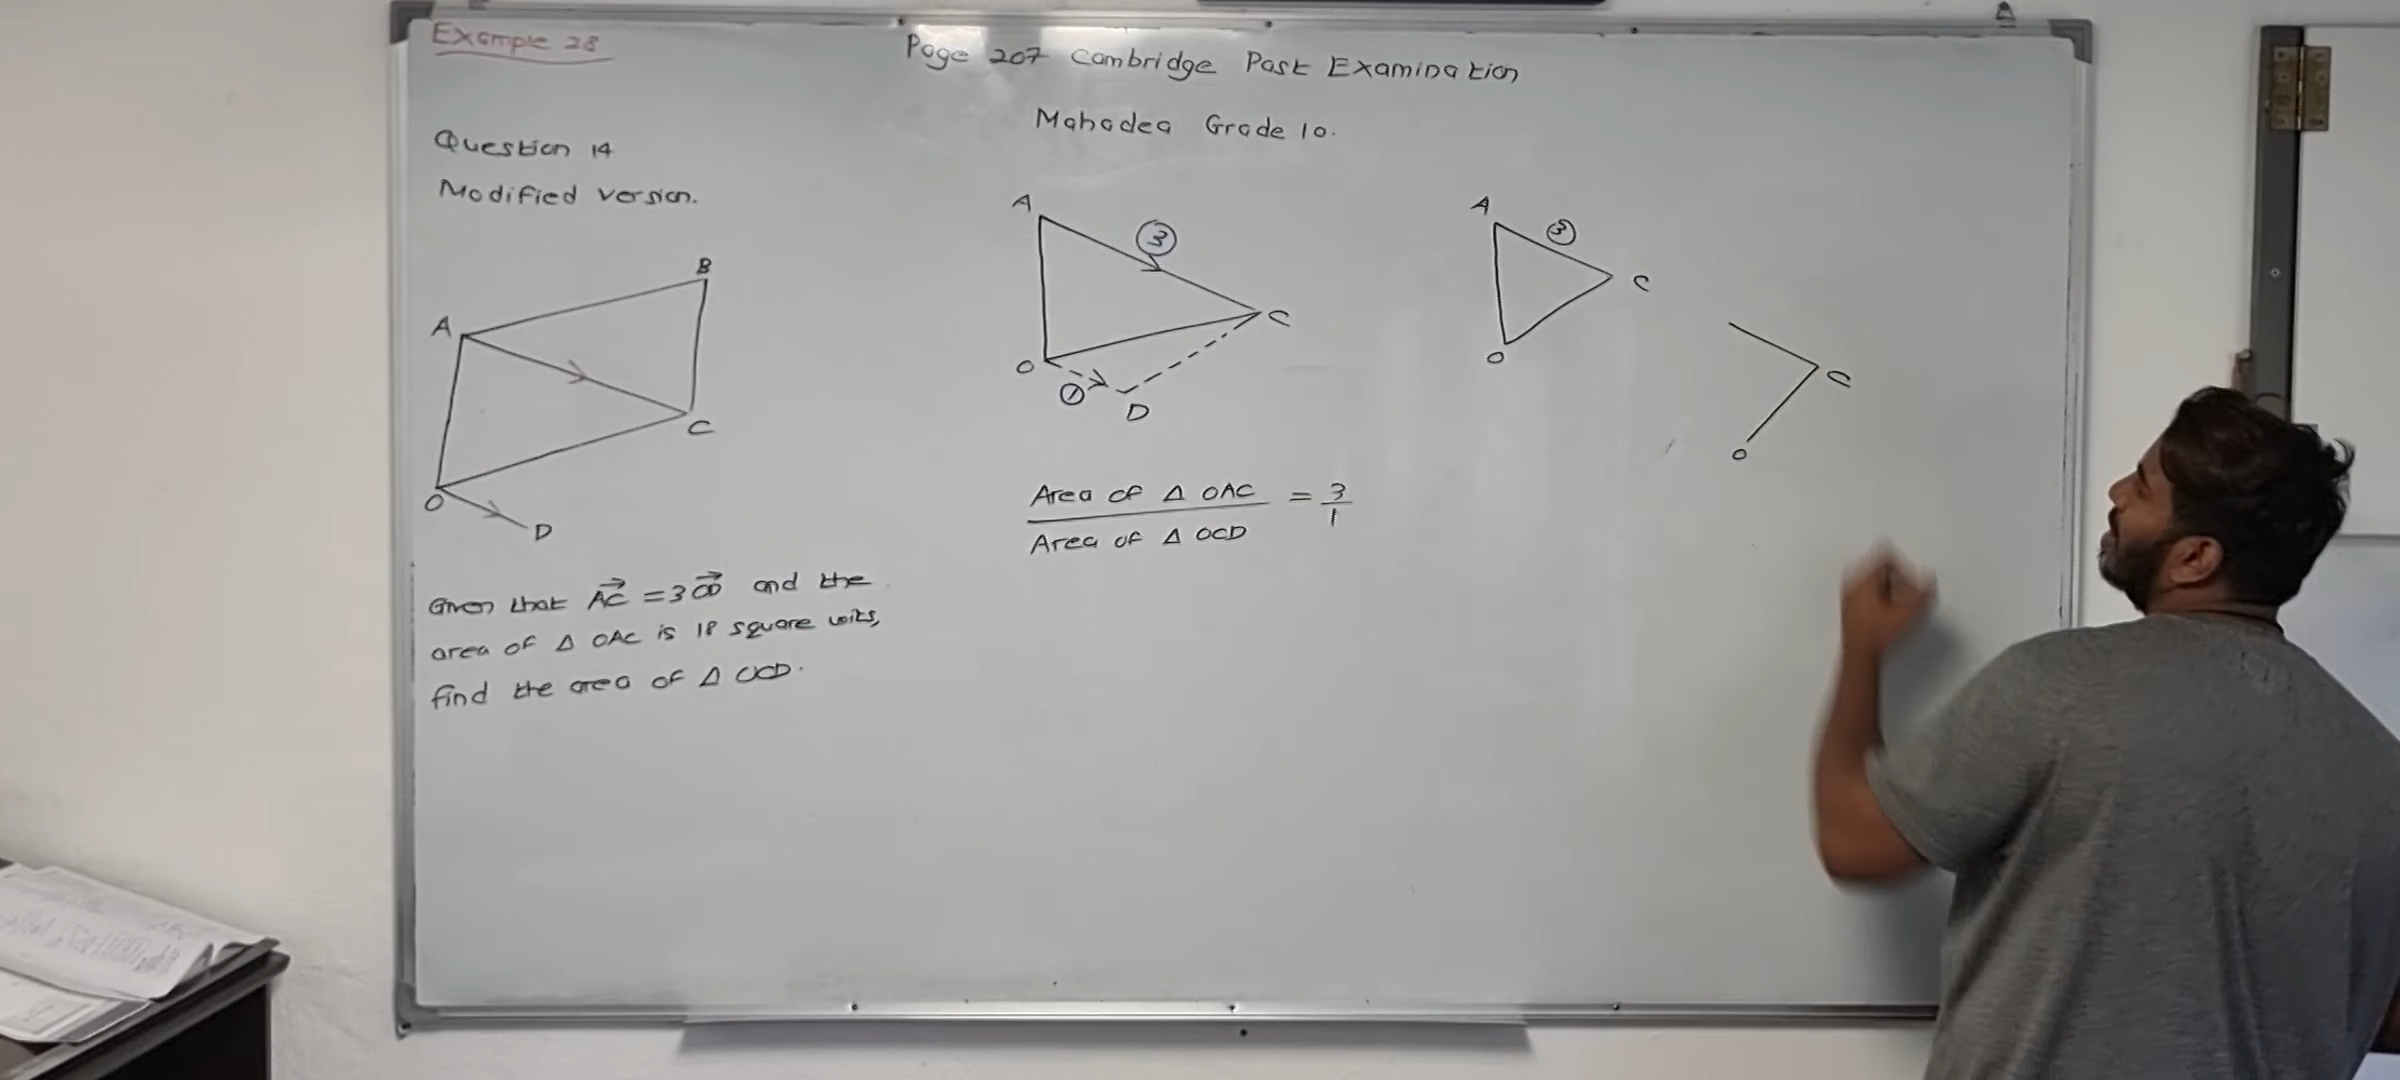 Example 28
Page 207 Cambridge Past Examination
Mahadea Grade 10.
Question 14
Modified version.
B
A
C
O
D
A
3
C
O
1
D
A
3
C
O
C
O
Given that AC = 3 OD and the
area of Δ OAC is 18 square units,
find the area of Δ OCD.
Area of Δ OAC = 3
Area of Δ OCD 1